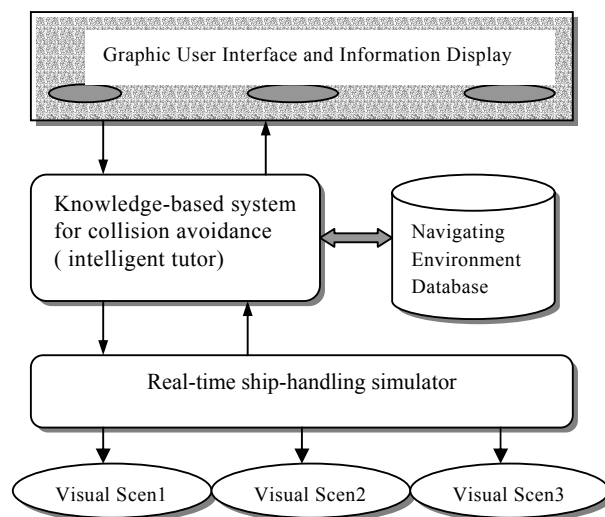 Graphic User Interface and Information Display
Knowledge-based system
for collision avoidance
( intelligent tutor)
Navigating
Environment
Database
Real-time ship-handling simulator
Visual Scen1
Visual Scen2
Visual Scen3